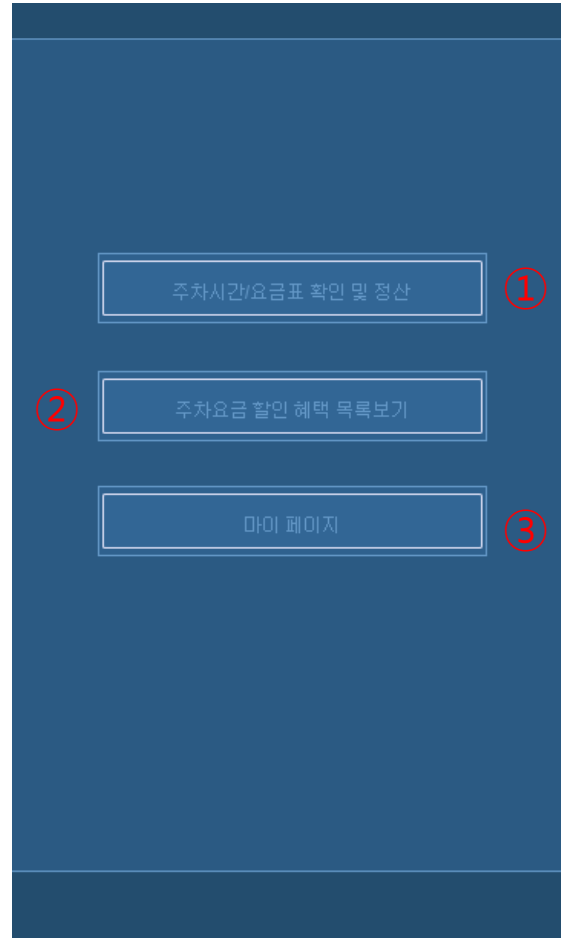 주차시간/요금표 확인 및 정산
①
②
주차요금 할인 혜택 목록보기
마이 페이지
③